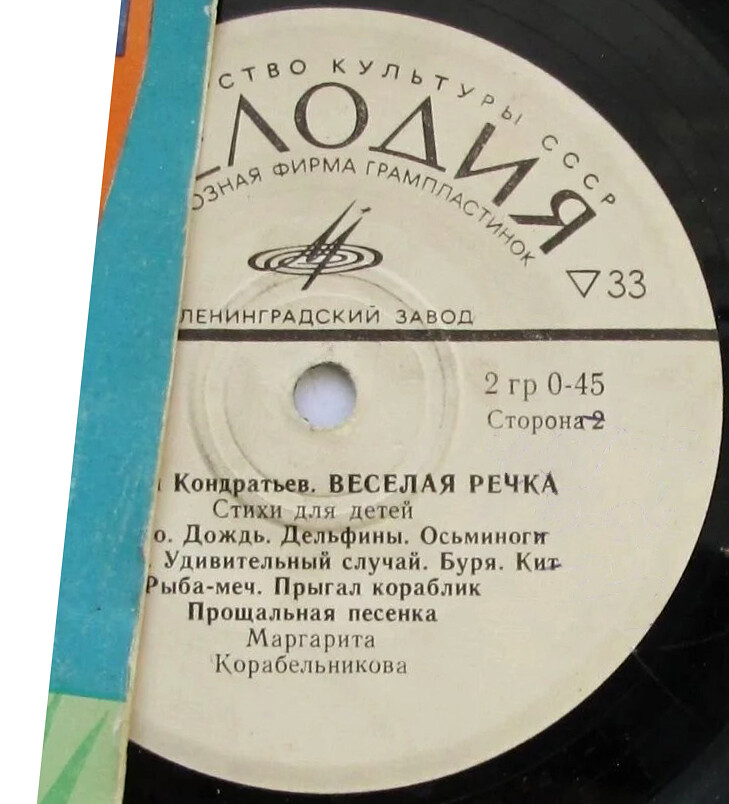 СТВО КУЛЬТУРЫ СССР
ЛОДИЯ
ОЗНАЯ ФИРМА ГРАМПЛАСТИНОК
▽33
ЛЕНИНГРАДСКИЙ ЗАВОД
2 гр 0-45
Сторона 2
Кондратьев. ВЕСЕЛАЯ РЕЧКА
Стихи для детей
о. Дождь. Дельфины. Осьминоги
. Удивительный случай. Буря. Кит
Рыба-меч. Прыгал кораблик
Прощальная песенка
Маргарита
Корабельникова